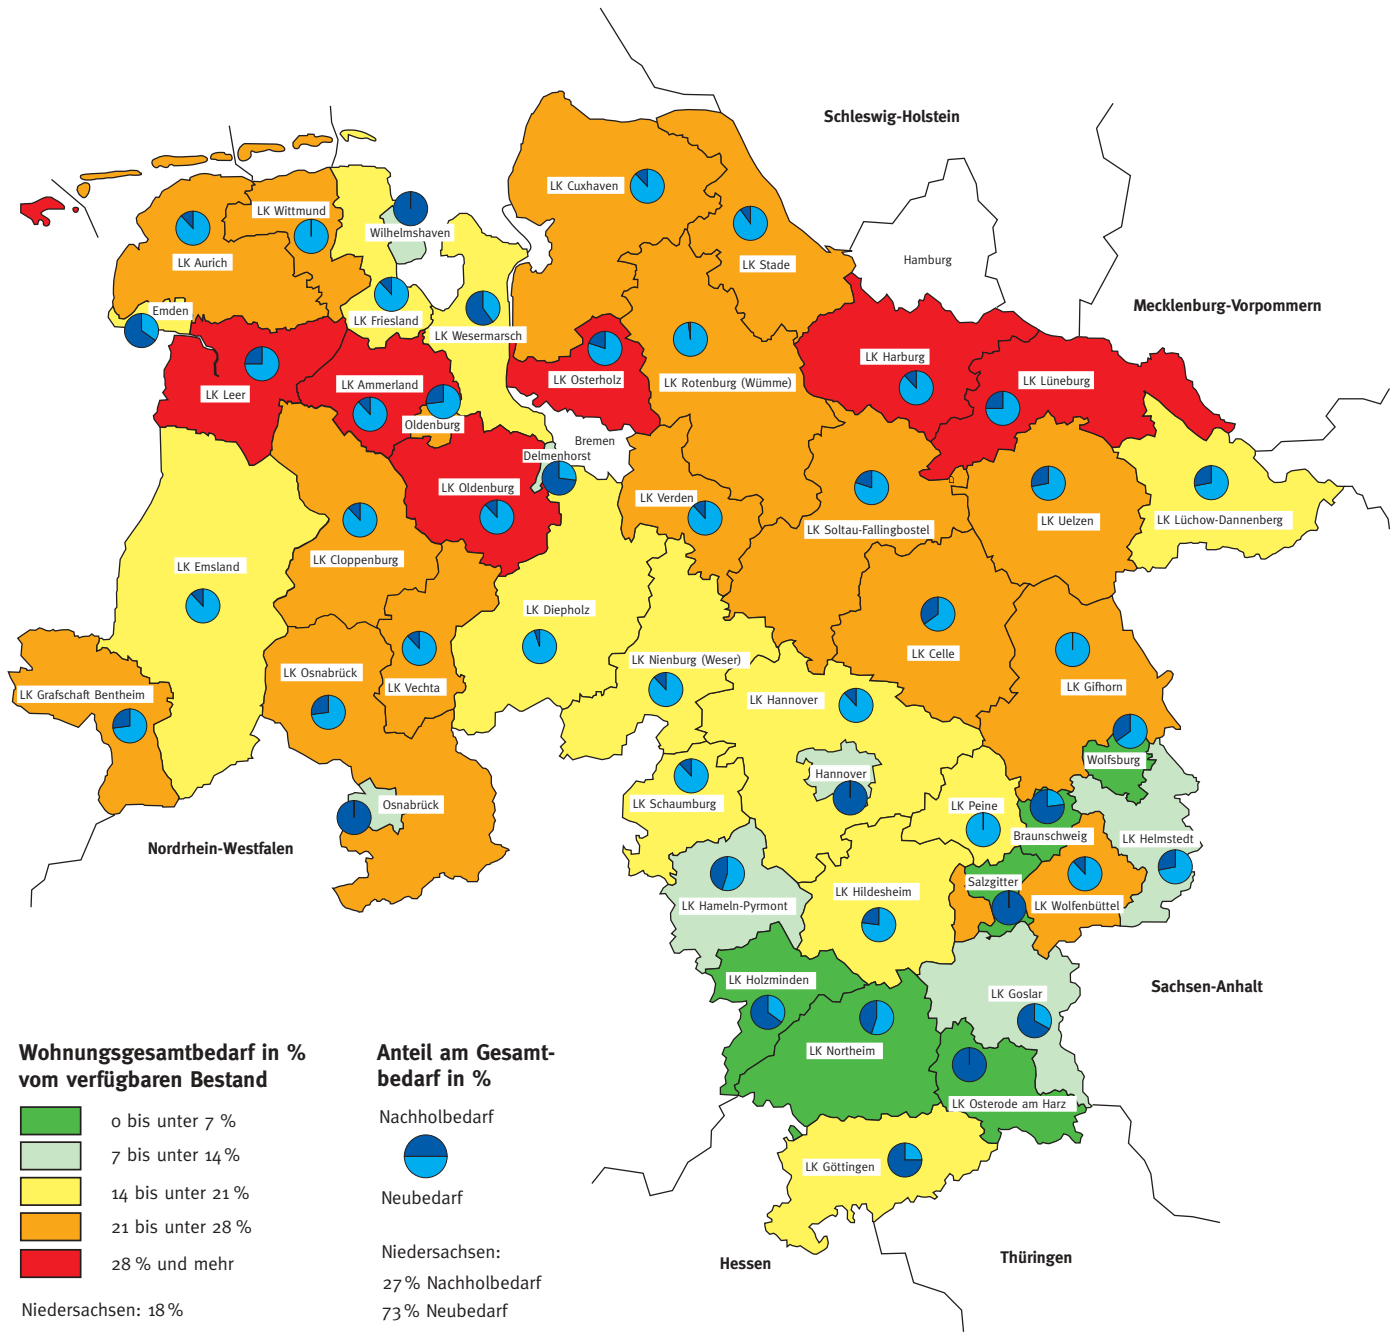 Schleswig-Holstein
LK Cuxhaven
LK Wittmund
Wilhelmshaven
LK Aurich
LK Stade
Hamburg
Mecklenburg-Vorpommern
Emden
LK Friesland
LK Wesermarsch
LK Harburg
LK Osterholz
LK Rotenburg (Wümme)
LK Lüneburg
LK Leer
LK Ammerland
Oldenburg
Bremen
Delmenhorst
LK Oldenburg
LK Verden
LK Soltau-Fallingbostel
LK Uelzen
LK Lüchow-Dannenberg
LK Cloppenburg
LK Emsland
LK Diepholz
LK Celle
LK Nienburg (Weser)
LK Osnabrück
LK Vechta
LK Gifhorn
LK Grafschaft Bentheim
LK Hannover
Wolfsburg
Hannover
LK Schaumburg
Osnabrück
LK Peine
Braunschweig
LK Helmstedt
Nordrhein-Westfalen
Salzgitter
LK Hildesheim
LK Hameln-Pyrmont
LK Wolfenbüttel
LK Holzminden
LK Goslar
Sachsen-Anhalt
LK Northeim
LK Osterode am Harz
LK Göttingen
Hessen
Thüringen
Wohnungsgesamtbedarf in %
vom verfügbaren Bestand
0 bis unter 7 %
7 bis unter 14 %
14 bis unter 21 %
21 bis unter 28 %
28 % und mehr
Niedersachsen: 18 %
Anteil am Gesamt-
bedarf in %
Nachholbedarf
Neubedarf
Niedersachsen:
27 % Nachholbedarf
73 % Neubedarf